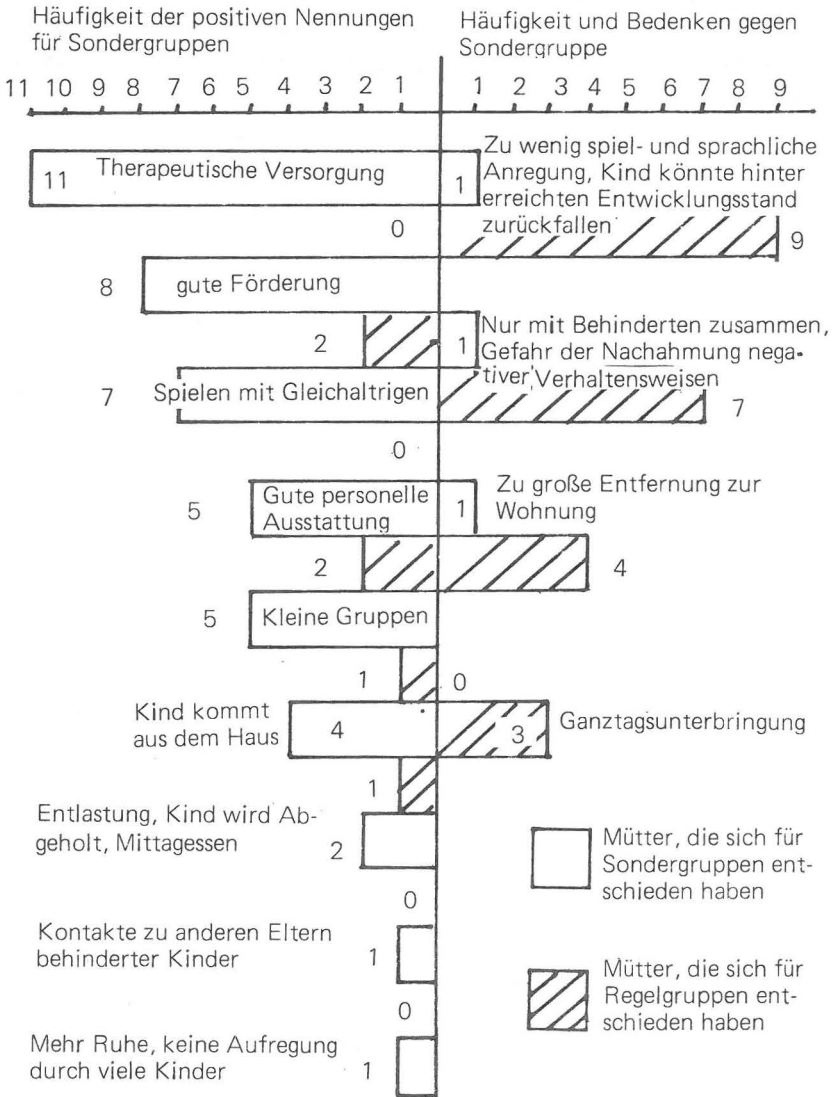 Häufigkeit der positiven Nennungen
für Sondergruppen
Häufigkeit und Bedenken gegen
Sondergruppe
11 10 9 8 7 6 5 4 3 2 1
1 2 3 4 5 6 7 8 9
11 Therapeutische Versorgung
1
Zu wenig spiel- und sprachliche
Anregung, Kind könnte hinter
erreichten Entwicklungsstand
zurückfallen
0
9
8 gute Förderung
2
1
Nur mit Behinderten zusammen,
Gefahr der Nachahmung nega-
tiver Verhaltensweisen
7 Spielen mit Gleichaltrigen
7
0
5
Gute personelle
Ausstattung
1
Zu große Entfernung zur
Wohnung
2
4
5 Kleine Gruppen
1
0
Kind kommt
aus dem Haus
4
3
Ganztagsunterbringung
1
Entlastung, Kind wird Ab-
geholt, Mittagessen
2
0
Kontakte zu anderen Eltern
behinderter Kinder
1
0
Mehr Ruhe, keine Aufregung
durch viele Kinder
1
Mütter, die sich für
Sondergruppen ent-
schieden haben
Mütter, die sich für
Regelgruppen ent-
schieden haben